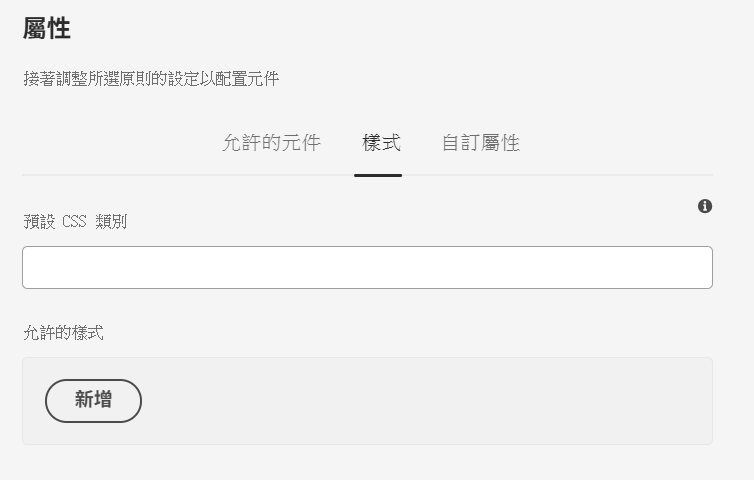 屬性
接著調整所選原則的設定以配置元件
允許的元件 樣式 自訂屬性
預設 CSS 類別
允許的樣式
新增